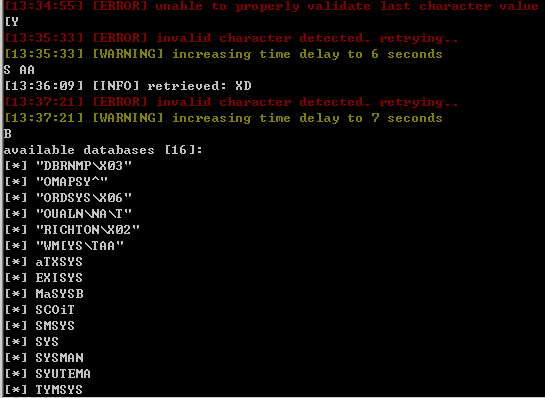 [13:34:55] [ERROR] unable to properly validate last character value
[Y
[13:35:33] [ERROR] invalid character detected. retrying..
[13:35:33] [WARNING] increasing time delay to 6 seconds
S AA
[13:36:09] [INFO] retrieved: XD
[13:37:21] [ERROR] invalid character detected. retrying..
[13:37:21] [WARNING] increasing time delay to 7 seconds
B
available databases [16]:
[*] "DBRNMP\X03"
[*] "OMAPSY^"
[*] "ORDSYS\X06"
[*] "OUALN\NA\T"
[*] "RICHTON\X02"
[*] "WM[YS\TAA"
[*] aTXSYS
[*] EXISYS
[*] MaSYSB
[*] SCOiT
[*] SMSYS
[*] SYS
[*] SYSMAN
[*] SYUTEMA
[*] TYMSYS